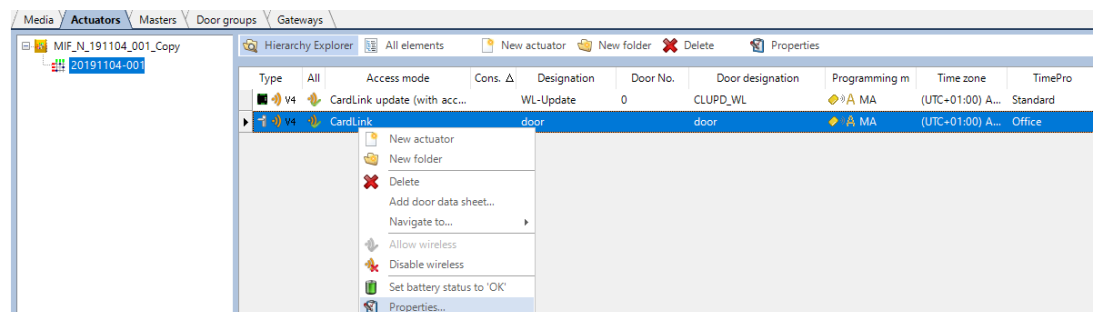 Media Actuators Masters Door groups Gateways
MIF_N_191104_001_Copy
20191104-001
Hierarchy Explorer All elements New actuator New folder Delete Properties
Type All Access mode Cons. Designation Door No. Door designation Programming m Time zone TimePro
V4 CardLink update (with acc... WL-Update 0 CLUPD_WL A MA (UTC+01:00) A... Standard
V4 CardLink door door A MA (UTC+01:00) A... Office
New actuator
New folder
Delete
Add door data sheet...
Navigate to...
Allow wireless
Disable wireless
Set battery status to 'OK'
Properties...